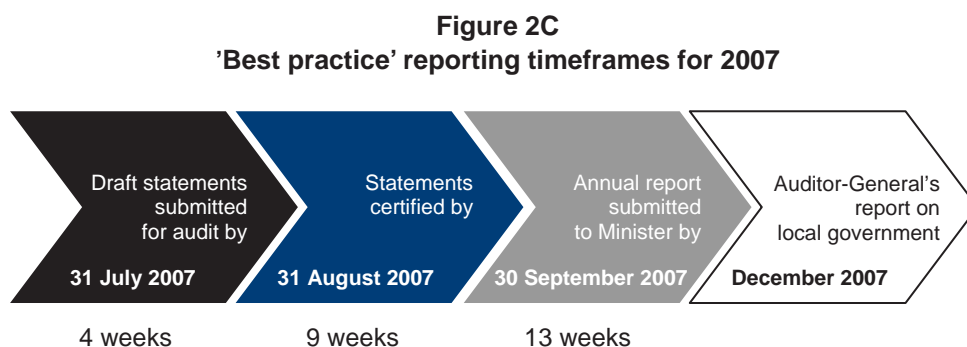 Figure 2C
’Best practice’ reporting timeframes for 2007
Draft statements
submitted
for audit by
31 July 2007
Statements
certified by
31 August 2007
Annual report
submitted
to Minister by
30 September 2007
Auditor-General’s
report on
local government
December 2007
4 weeks
9 weeks
13 weeks